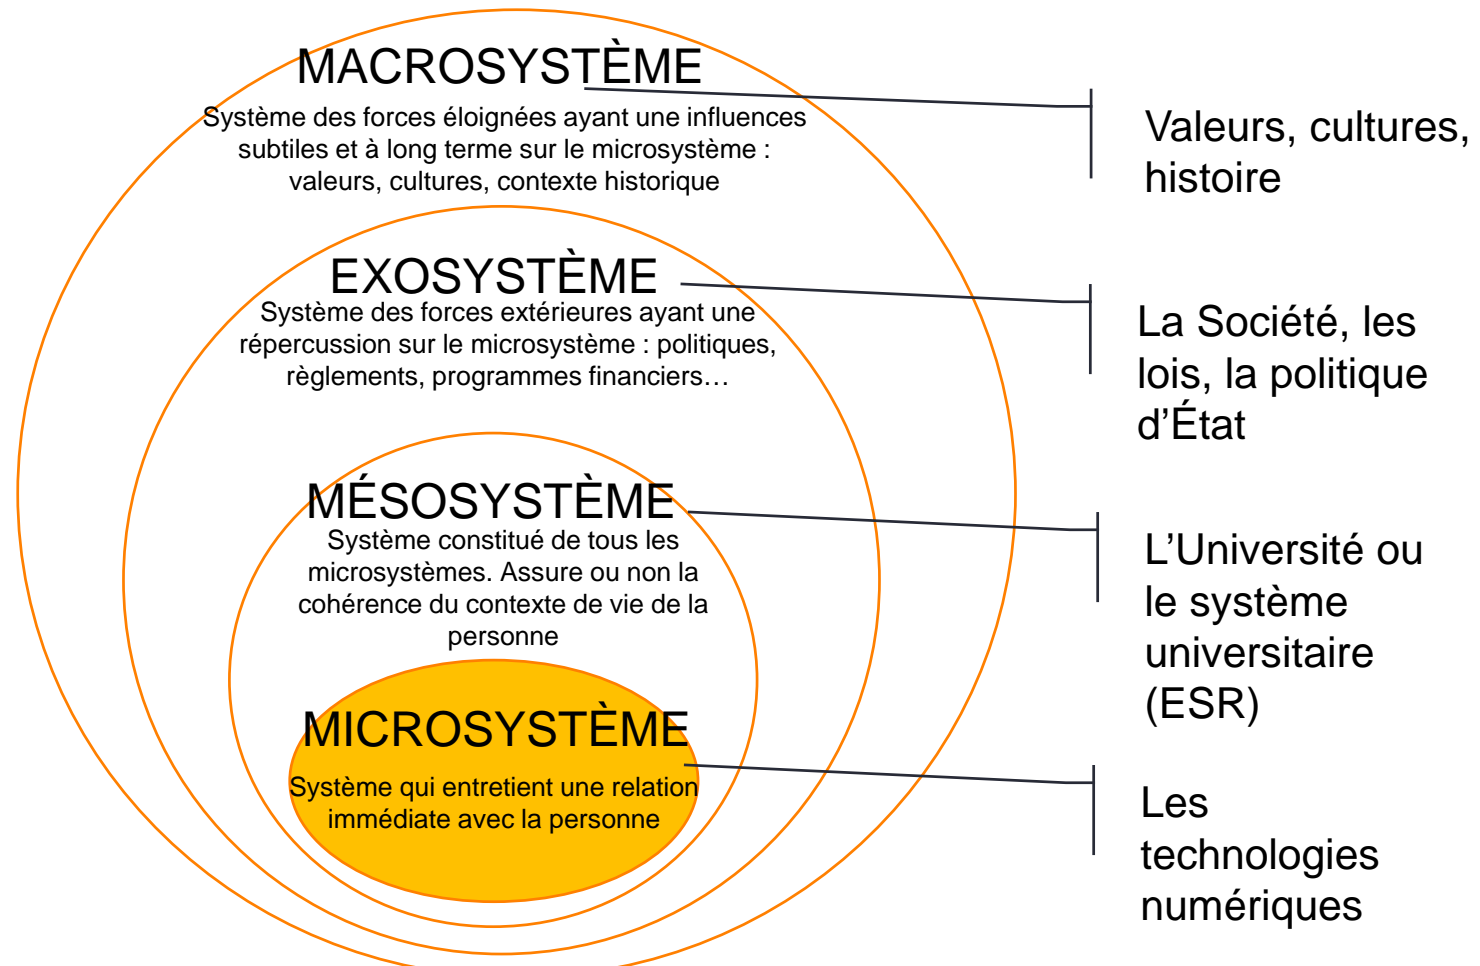 MACROSYSTÈME
Système des forces éloignées ayant une influences
subtiles et à long terme sur le microsystème :
valeurs, cultures, contexte historique
Valeurs, cultures,
histoire
EXOSYSTÈME
Système des forces extérieures ayant une
répercussion sur le microsystème : politiques,
règlements, programmes financiers…
La Société, les
lois, la politique
d’État
MÉSOSYSTÈME
Système constitué de tous les
microsystèmes. Assure ou non la
cohérence du contexte de vie de la
personne
L’Université ou
le système
universitaire
(ESR)
MICROSYSTÈME
Système qui entretient une relation
immédiate avec la personne
Les
technologies
numériques